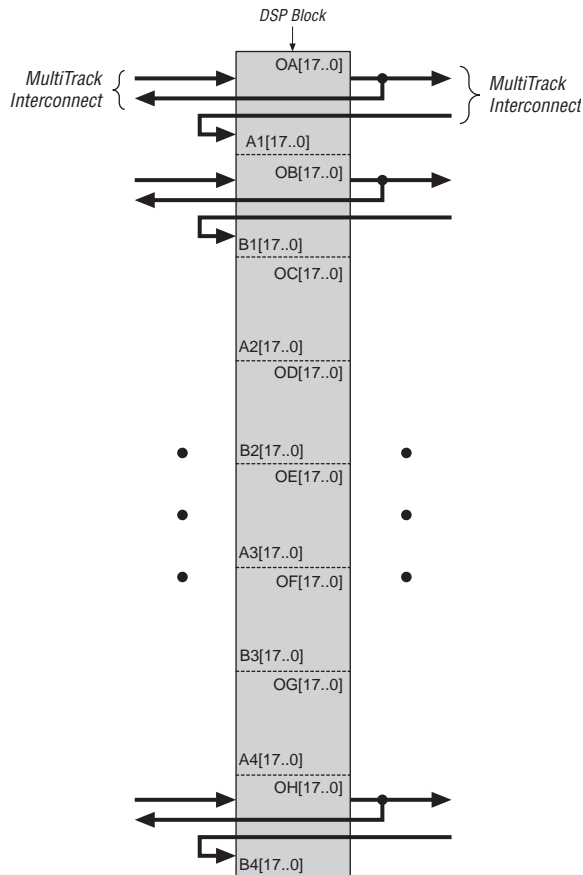 DSP Block
OA[17..0]
MultiTrack
Interconnect
MultiTrack
Interconnect
A1[17..0]
OB[17..0]
B1[17..0]
OC[17..0]
A2[17..0]
OD[17..0]
B2[17..0]
OE[17..0]
A3[17..0]
OF[17..0]
B3[17..0]
OG[17..0]
A4[17..0]
OH[17..0]
B4[17..0]